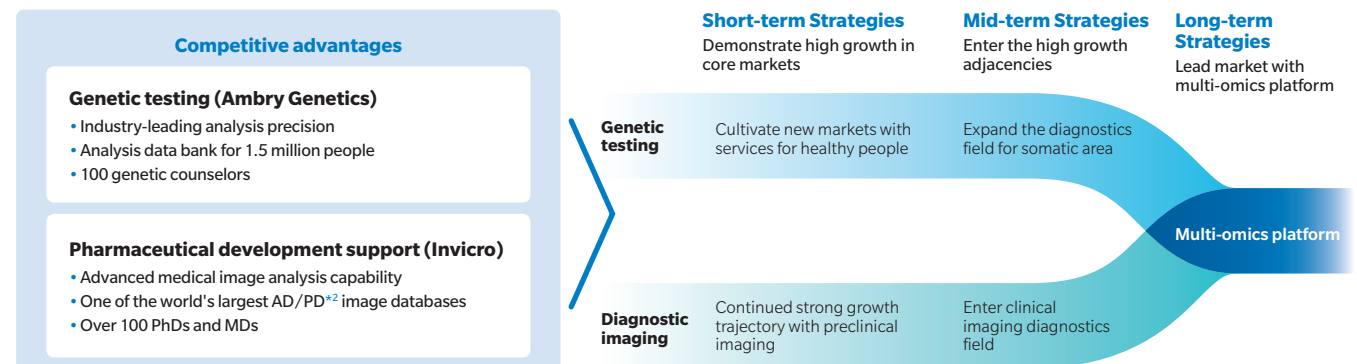 Competitive advantages
Genetic testing (Ambry Genetics)
• Industry-leading analysis precision
• Analysis data bank for 1.5 million people
• 100 genetic counselors
Pharmaceutical development support (Invicro)
• Advanced medical image analysis capability
• One of the world's largest AD/PD*2 image databases
• Over 100 PhDs and MDs
Short-term Strategies
Demonstrate high growth in
core markets
Mid-term Strategies
Enter the high growth
adjacencies
Long-term
Strategies
Lead market with
multi-omics platform
Genetic
testing
Cultivate new markets with
services for healthy people
Expand the diagnostics
field for somatic area
Multi-omics platform
Diagnostic
imaging
Continued strong growth
trajectory with preclinical
imaging
Enter clinical
imaging diagnostics
field